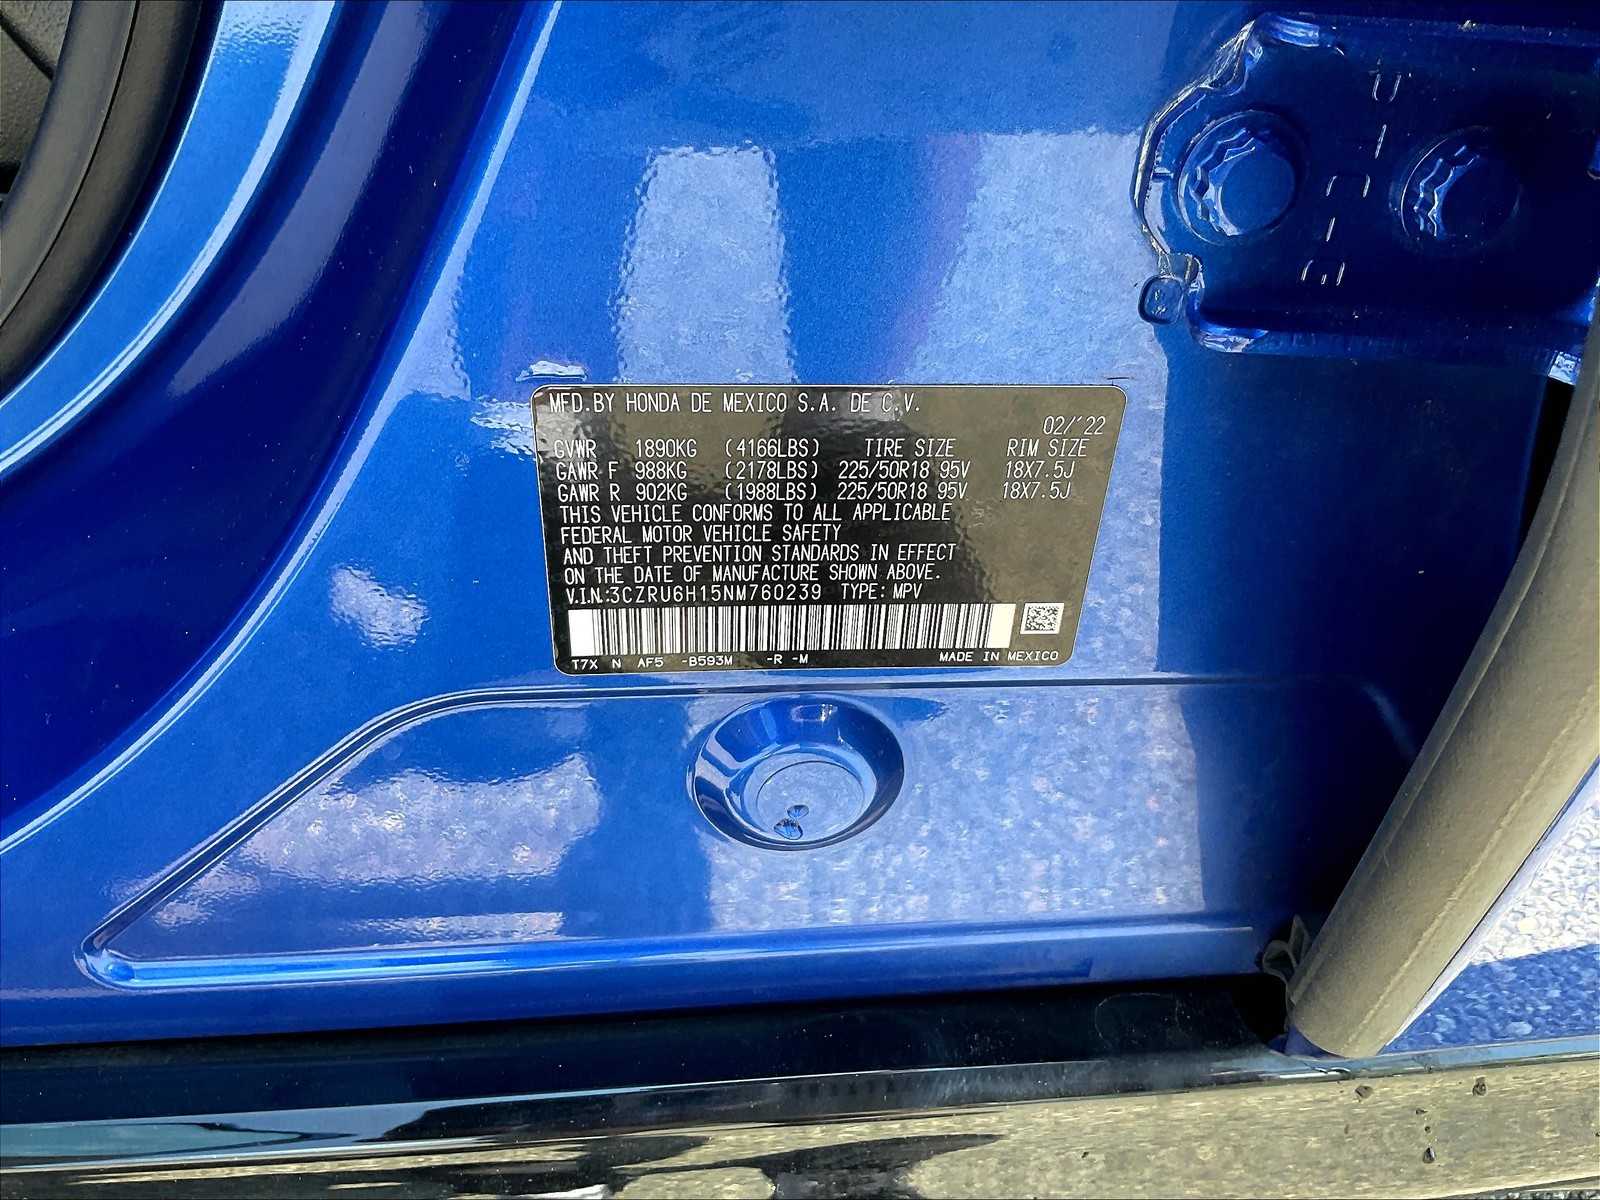 MFD.BY HONDA DE MEXICO S.A. DE C.V.
02/'22
GVWR 1890KG (4166LBS) TIRE SIZE RIM SIZE
GAWR F 988KG (2178LBS) 225/50R18 95V 18X7.5J
GAWR R 902KG (1988LBS) 225/50R18 95V 18X7.5J
THIS VEHICLE CONFORMS TO ALL APPLICABLE
FEDERAL MOTOR VEHICLE SAFETY
AND THEFT PREVENTION STANDARDS IN EFFECT
ON THE DATE OF MANUFACTURE SHOWN ABOVE.
V.I.N.:3CZRU6H15NM760239 TYPE: MPV
T7X N AF5 -B593M -R -M MADE IN MEXICO